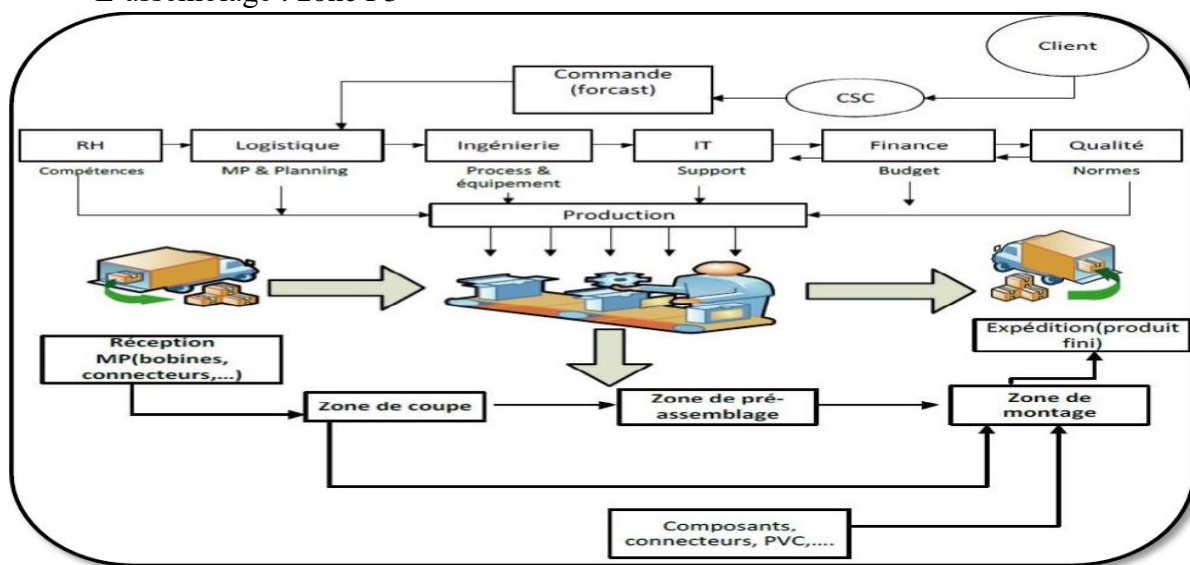 Client
Commande
(forcast)
CSC
RH
Logistique
Ingénierie
IT
Finance
Qualité
Compétences
MP & Planning
Process &
équipement
Support
Budget
Normes
Production
Réception
MP(bobines,
connecteurs,...)
Expédition(produit
fini)
Zone de coupe
Zone de pré-
assemblage
Zone de
montage
Composants,
connecteurs, PVC,....